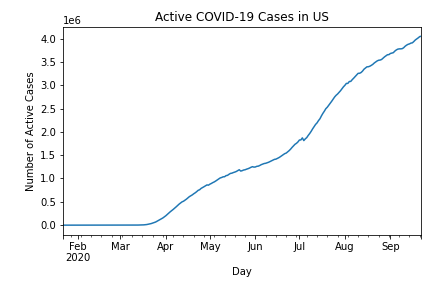 Active COVID-19 Cases in US
1e6
4.0
3.5
3.0
2.5
2.0
1.5
1.0
0.5
0.0
Number of Active Cases
Feb Mar Apr May Jun Jul Aug Sep
2020
Day